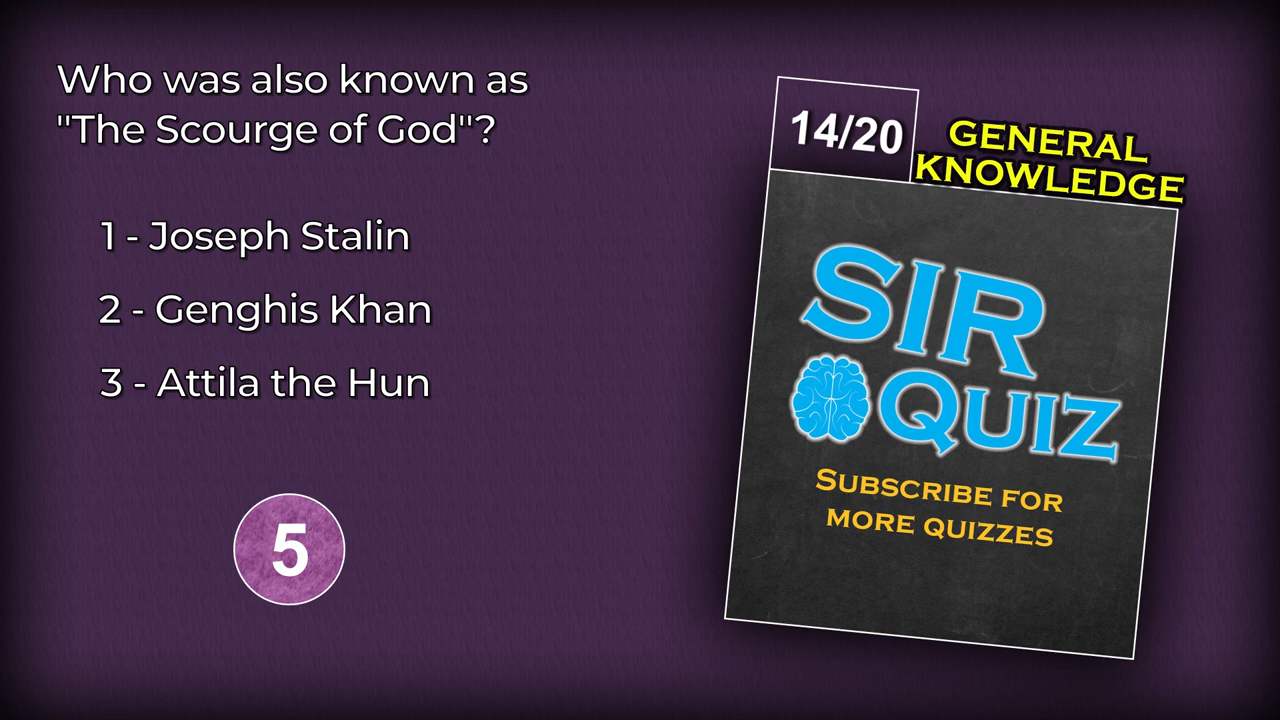 Who was also known as
"The Scourge of God"?
1 - Joseph Stalin
2 - Genghis Khan
3 - Attila the Hun
5
14/20
GENERAL
KNOWLEDGE
SIR
QUIZ
SUBSCRIBE FOR
MORE QUIZZES